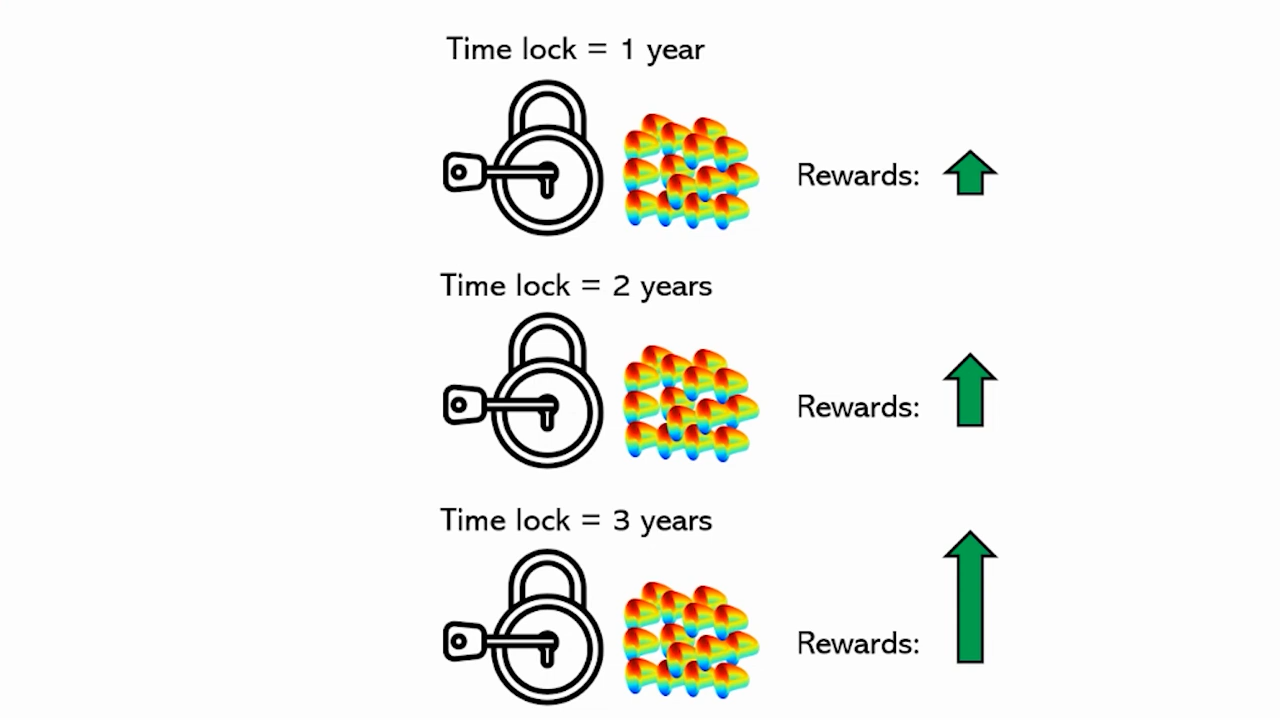 Time lock = 1 year
Rewards:
Time lock = 2 years
Rewards:
Time lock = 3 years
Rewards: